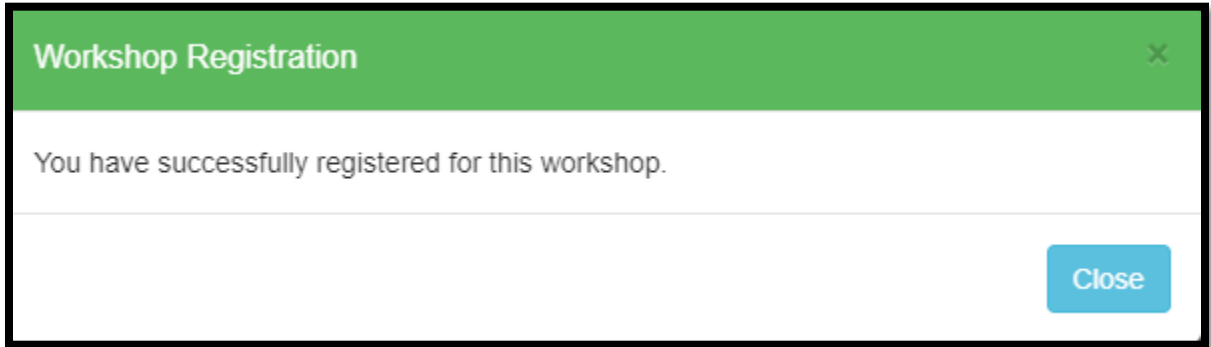 Workshop Registration ×
You have successfully registered for this workshop.
Close